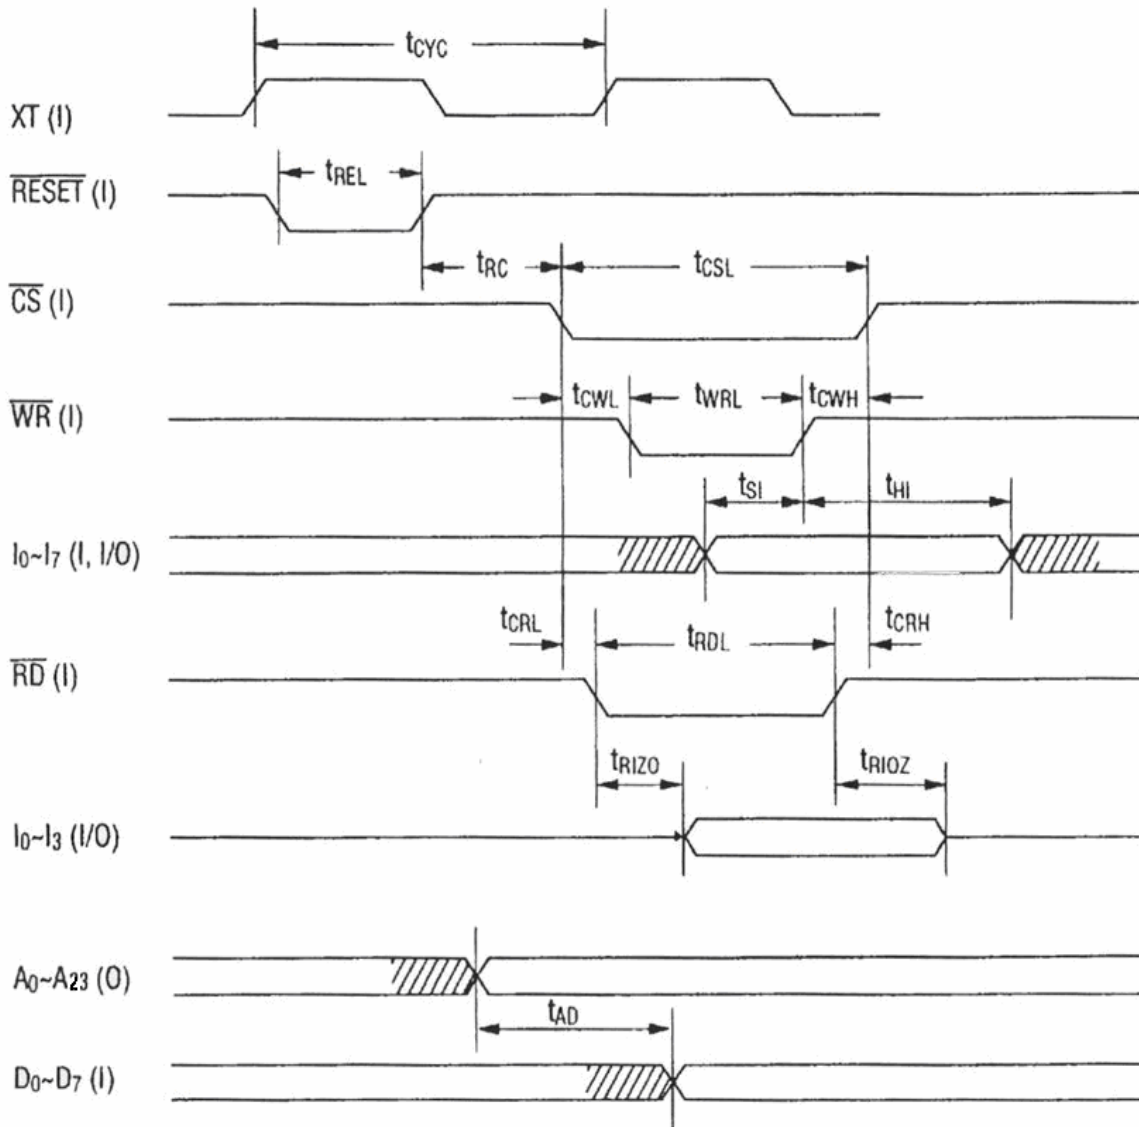 tCYC
XT (I)
tREL
RESET (I)
tRC tCSL
CS (I)
tCWL tWRL tCWH
WR (I)
tSI tHI
I0~I7 (I, I/O)
tCRL tRDL tCRH
RD (I)
tRIZO tRIOZ
I0~I3 (I/O)
A0~A23 (O)
tAD
D0~D7 (I)